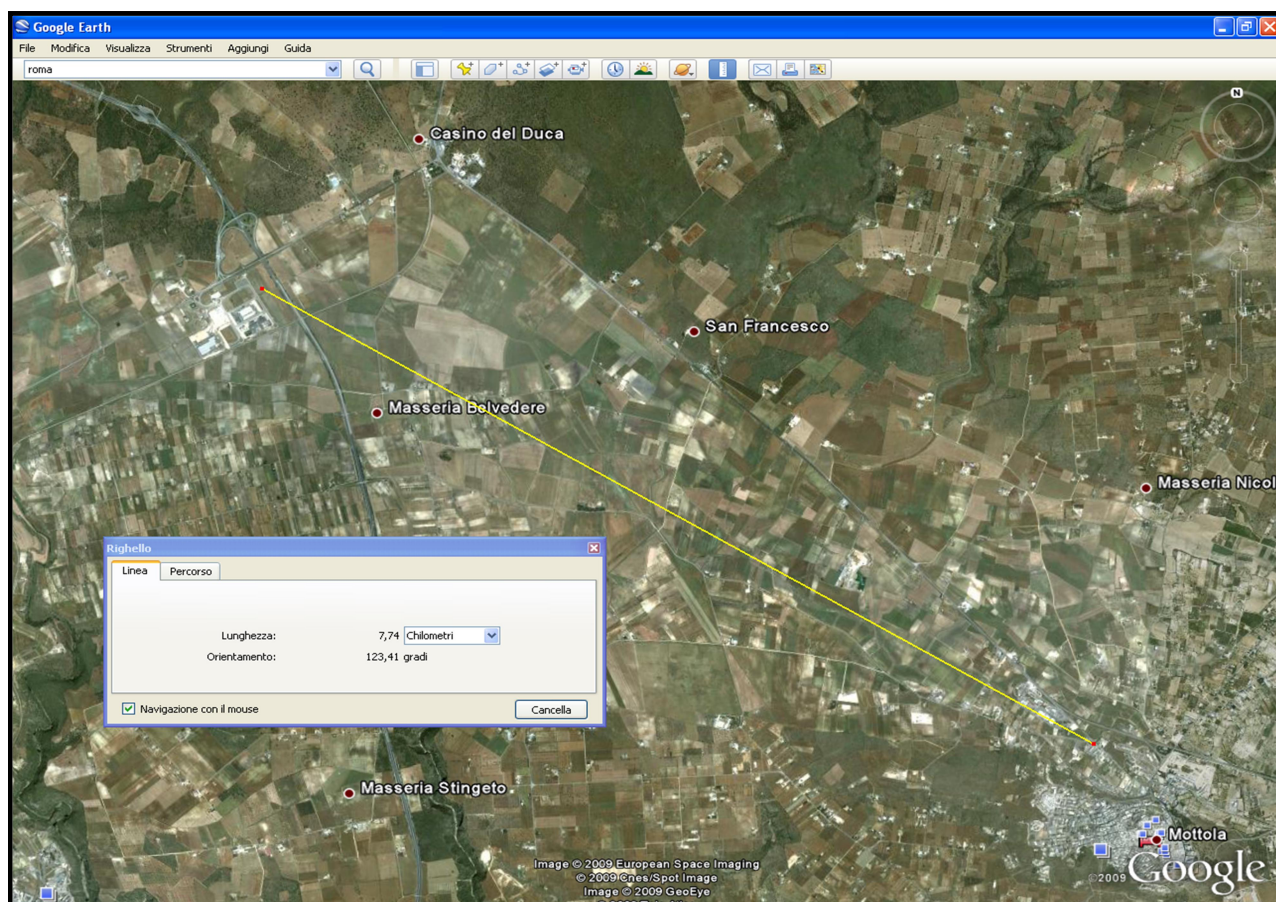 Google Earth
File Modifica Visualizza Strumenti Aggiungi Guida
roma
N
Casino del Duca
San Francesco
Masseria Belvedere
Masseria Nicol
Righello
Linea Percorso
Lunghezza: 7,74 Chilometri
Orientamento: 123,41 gradi
Navigazione con il mouse Cancella
Masseria Stingeto
Mottola
Image © 2009 European Space Imaging
© 2009 Cnes/Spot Image
Image © 2009 GeoEye
©2009 Google